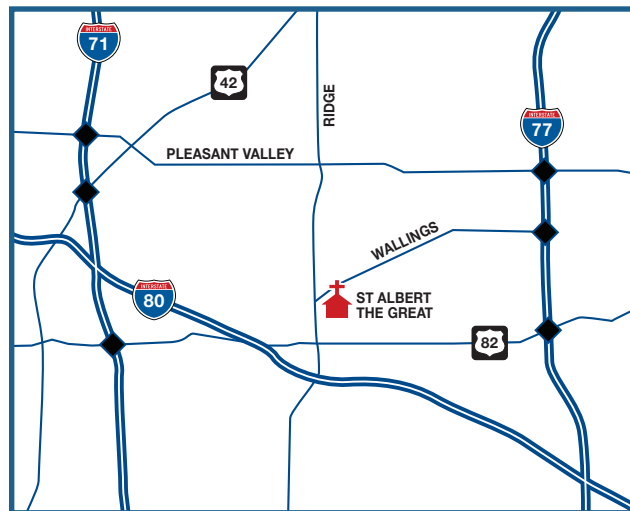 INTERSTATE
71
42
RIDGE
INTERSTATE
77
PLEASANT VALLEY
WALLINGS
INTERSTATE
80
ST ALBERT
THE GREAT
82